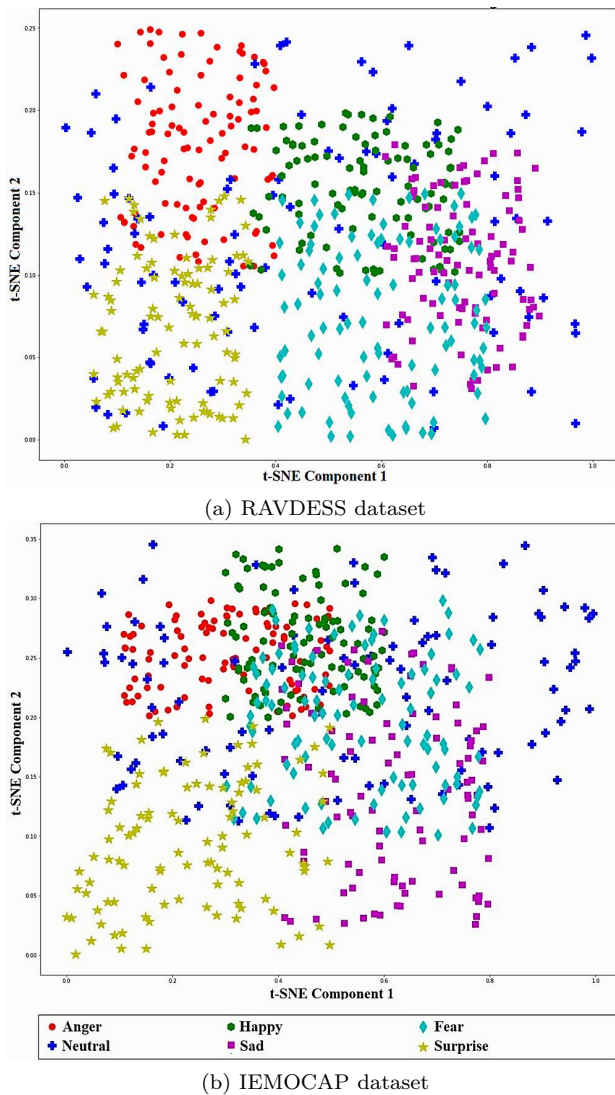 0.25
0.20
0.15
0.10
0.05
0.00
t-SNE Component 2
0.0 0.2 0.4 0.6 0.8 1.0
t-SNE Component 1
(a) RAVDESS dataset
0.35
0.30
0.25
0.20
0.15
0.10
0.05
0.00
t-SNE Component 2
0.0 0.2 0.4 0.6 0.8 1.0
t-SNE Component 1
Anger Happy Fear
Neutral Sad Surprise
(b) IEMOCAP dataset